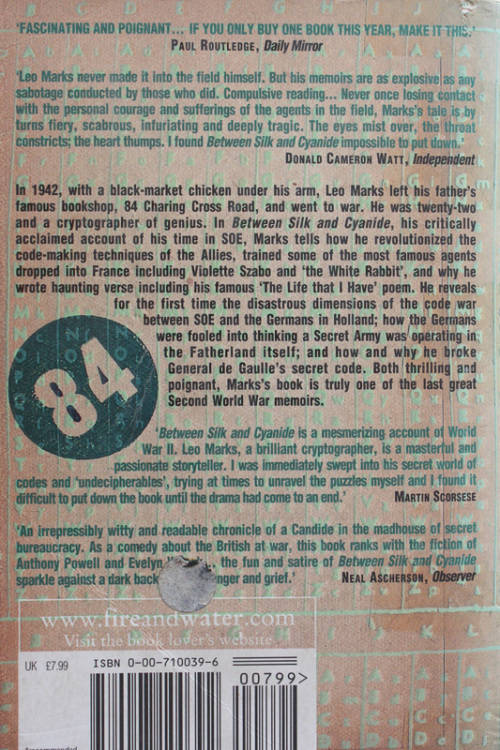 ‘FASCINATING AND POIGNANT... IF YOU ONLY BUY ONE BOOK THIS YEAR, MAKE IT THIS.’
PAUL ROUTLEDGE, Daily Mirror
‘Leo Marks never made it into the field himself. But his memoirs are as explosive as any
sabotage conducted by those who did. Compulsive reading... Never once losing contact
with the personal courage and sufferings of the agents in the field, Marks's tale is by
turns fiery, scabrous, infuriating and deeply tragic. The eyes mist over, the throat
constricts; the heart thumps. I found Between Silk and Cyanide impossible to put down.’
DONALD CAMERON WATT, Independent
In 1942, with a black-market chicken under his arm, Leo Marks left his father's
famous bookshop, 84 Charing Cross Road, and went to war. He was twenty-two
and a cryptographer of genius. In Between Silk and Cyanide, his critically
acclaimed account of his time in SOE, Marks tells how he revolutionized the
code-making techniques of the Allies, trained some of the most famous agents
dropped into France including Violette Szabo and ‘the White Rabbit’, and why he
wrote haunting verse including his famous ‘The Life that I Have’ poem. He reveals
for the first time the disastrous dimensions of the code war
between SOE and the Germans in Holland; how the Germans
were fooled into thinking a Secret Army was operating in
the Fatherland itself; and how and why he broke
General de Gaulle's secret code. Both thrilling and
poignant, Marks's book is truly one of the last great
Second World War memoirs.
84
‘Between Silk and Cyanide is a mesmerizing account of World
War II. Leo Marks, a brilliant cryptographer, is a masterful and
passionate storyteller. I was immediately swept into his secret world of
codes and ‘undecipherables’, trying at times to unravel the puzzles myself and I found it
difficult to put down the book until the drama had come to an end.’ MARTIN SCORSESE
‘An irrepressibly witty and readable chronicle of a Candide in the madhouse of secret
bureaucracy. As a comedy about the British at war, this book ranks with the fiction of
Anthony Powell and Evelyn the fun and satire of Between Silk and Cyanide
sparkle against a dark and grief.’ NEAL ASCHERSON, Observer
www.fireandwater.com
Visit the book lover's website
UK £7.99 ISBN 0-00-710039-6
00799>